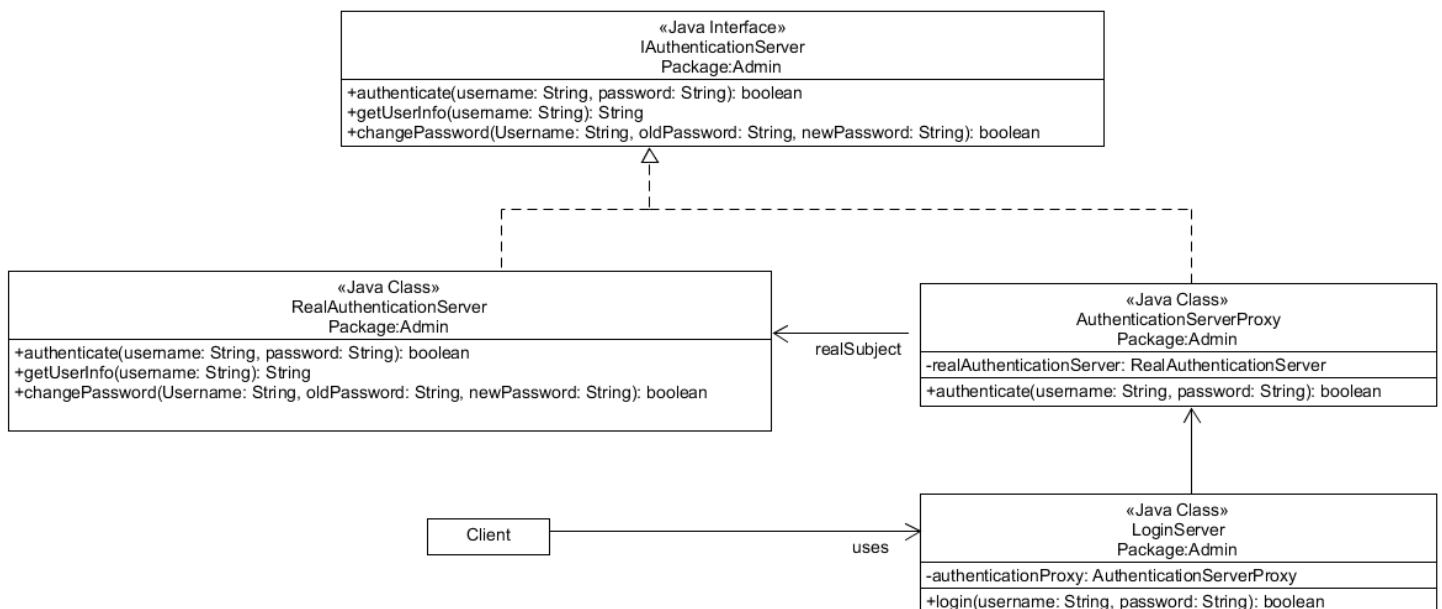 «Java Interface»
IAuthenticationServer
Package:Admin
+authenticate(username: String, password: String): boolean
+getUserInfo(username: String): String
+changePassword(Username: String, oldPassword: String, newPassword: String): boolean
«Java Class»
RealAuthenticationServer
Package:Admin
+authenticate(username: String, password: String): boolean
+getUserInfo(username: String): String
+changePassword(Username: String, oldPassword: String, newPassword: String): boolean
realSubject
«Java Class»
AuthenticationServerProxy
Package:Admin
-realAuthenticationServer: RealAuthenticationServer
+authenticate(username: String, password: String): boolean
Client
uses
«Java Class»
LoginServer
Package:Admin
-authenticationProxy: AuthenticationServerProxy
+login(username: String, password: String): boolean